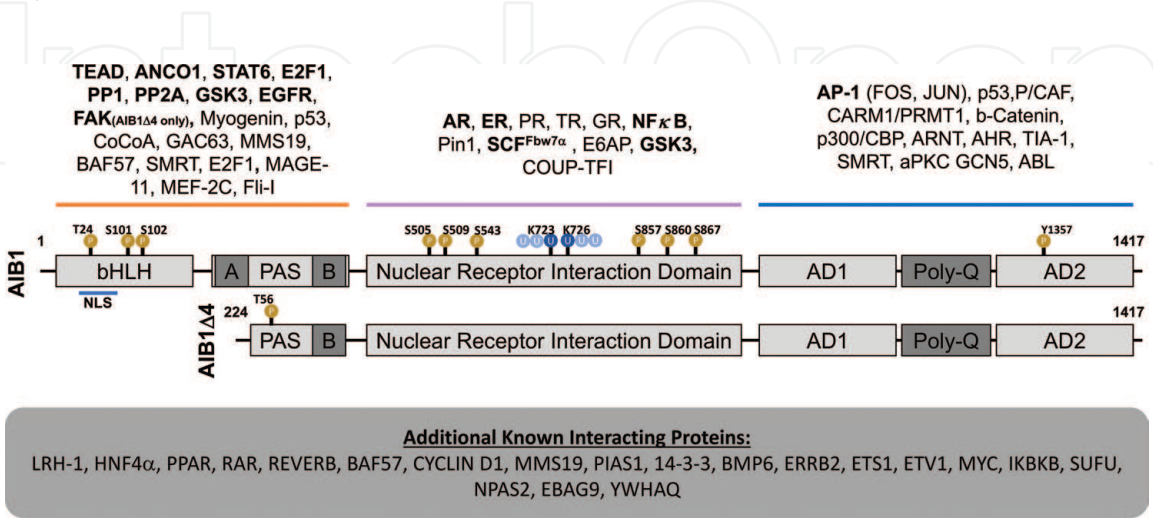 IntechOpen
TEAD, ANCO1, STAT6, E2F1,
PP1, PP2A, GSK3, EGFR,
FAK(AIB1Δ4 only), Myogenin, p53,
CoCoA, GAC63, MMS19,
BAF57, SMRT, E2F1, MAGE-
11, MEF-2C, Fli-I
AR, ER, PR, TR, GR, NFκB,
Pin1, SCFFbw7α , E6AP, GSK3,
COUP-TFI
AP-1 (FOS, JUN), p53,P/CAF,
CARM1/PRMT1, b-Catenin,
p300/CBP, ARNT, AHR, TIA-1,
SMRT, aPKC GCN5, ABL
AIB1
1
T24 S101 S102 S505 S509 S543 K723 K726 S857 S860 S867 Y1357
1417
P P P P P P U U U U U U P P P P
bHLH A PAS B Nuclear Receptor Interaction Domain AD1 Poly-Q AD2
NLS
AIB1Δ4
224
T56
P
1417
PAS B Nuclear Receptor Interaction Domain AD1 Poly-Q AD2
Additional Known Interacting Proteins:
LRH-1, HNF4α, PPAR, RAR, REVERB, BAF57, CYCLIN D1, MMS19, PIAS1, 14-3-3, BMP6, ERRB2, ETS1, ETV1, MYC, IKBKB, SUFU,
NPAS2, EBAG9, YWHAQ